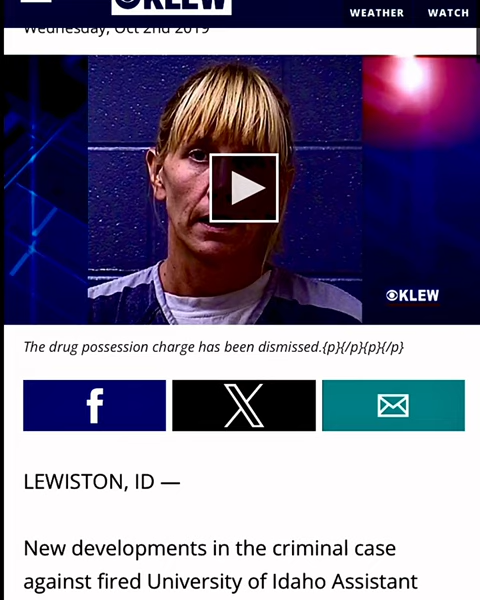 KLEW
WEATHER WATCH
Wednesday, Oct 2nd 2019
KLEW
The drug possession charge has been dismissed.{p}{/p}{p}{/p}
LEWISTON, ID —
New developments in the criminal case
against fired University of Idaho Assistant